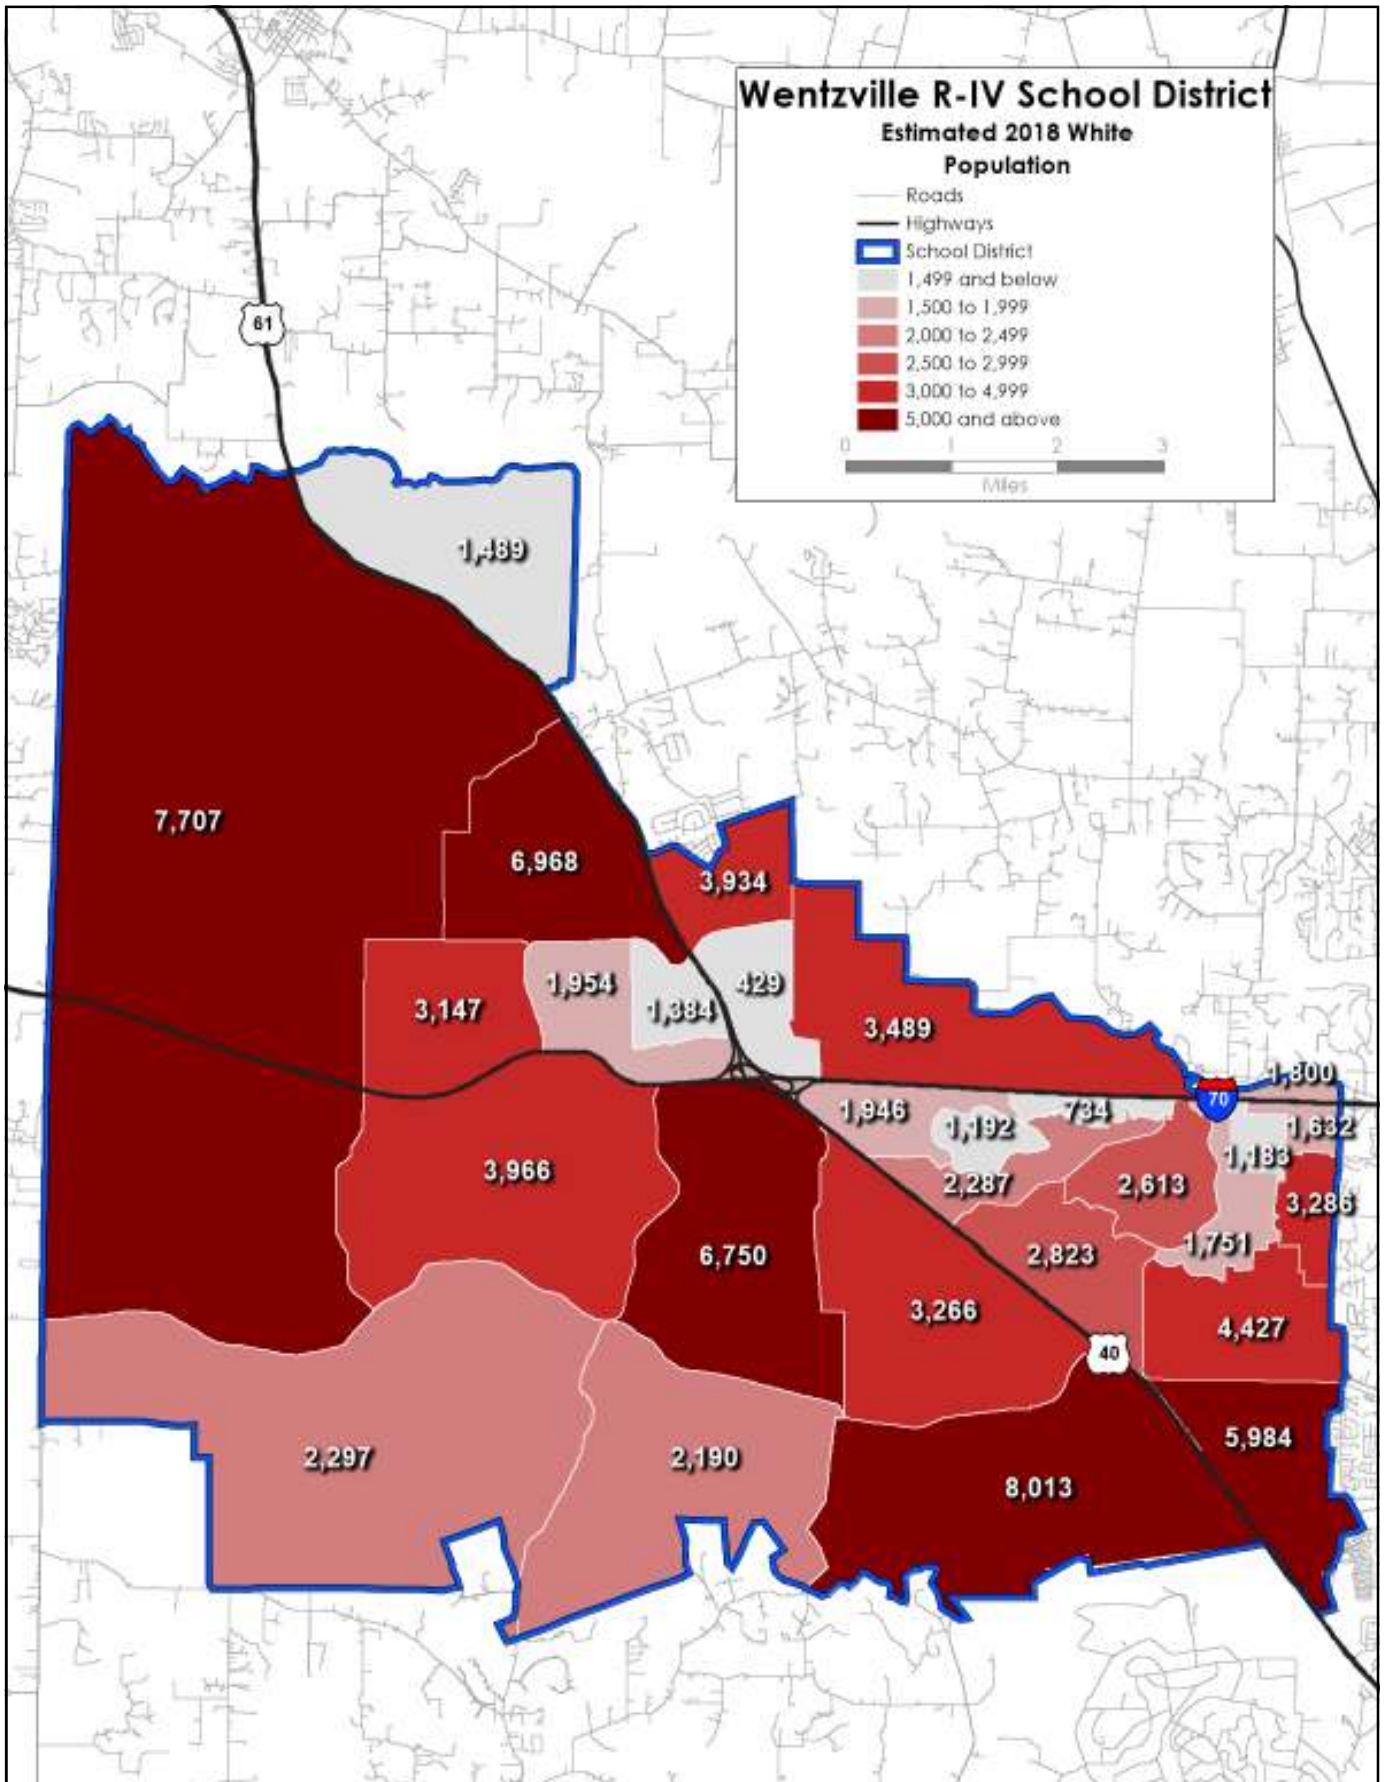 Wentzville R-IV School District
Estimated 2018 White
Population
Roads
Highways
School District
1,499 and below
1,500 to 1,999
2,000 to 2,499
2,500 to 2,999
3,000 to 4,999
5,000 and above
0 1 2 3
Miles
61
1,489
7,707
6,968
3,934
1,954
429
3,147
1,384
3,489
1,800
70
1,946
734
1,192
1,632
1,183
3,966
2,287
2,613
3,286
6,750
2,823
1,751
3,266
4,427
40
2,297
2,190
5,984
8,013